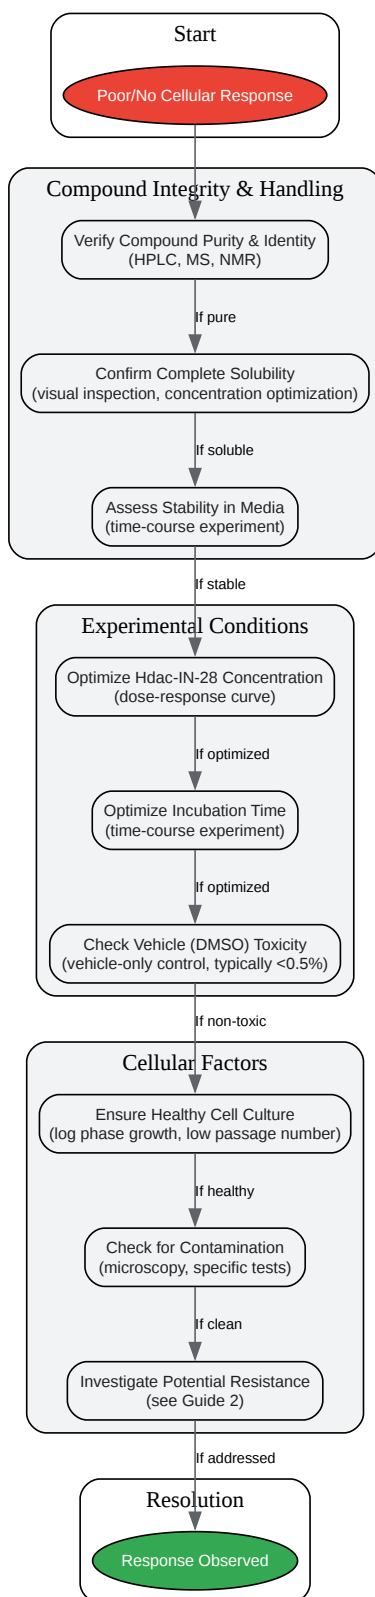 Start
Poor/No Cellular Response
Compound Integrity & Handling
Verify Compound Purity & Identity
(HPLC, MS, NMR)
If pure
Confirm Complete Solubility
(visual inspection, concentration optimization)
If soluble
Assess Stability in Media
(time-course experiment)
If stable
Experimental Conditions
Optimize Hdac-IN-28 Concentration
(dose-response curve)
If optimized
Optimize Incubation Time
(time-course experiment)
If optimized
Check Vehicle (DMSO) Toxicity
(vehicle-only control, typically <0.5%)
If non-toxic
Cellular Factors
Ensure Healthy Cell Culture
(log phase growth, low passage number)
If healthy
Check for Contamination
(microscopy, specific tests)
If clean
Investigate Potential Resistance
(see Guide 2)
If addressed
Resolution
Response Observed